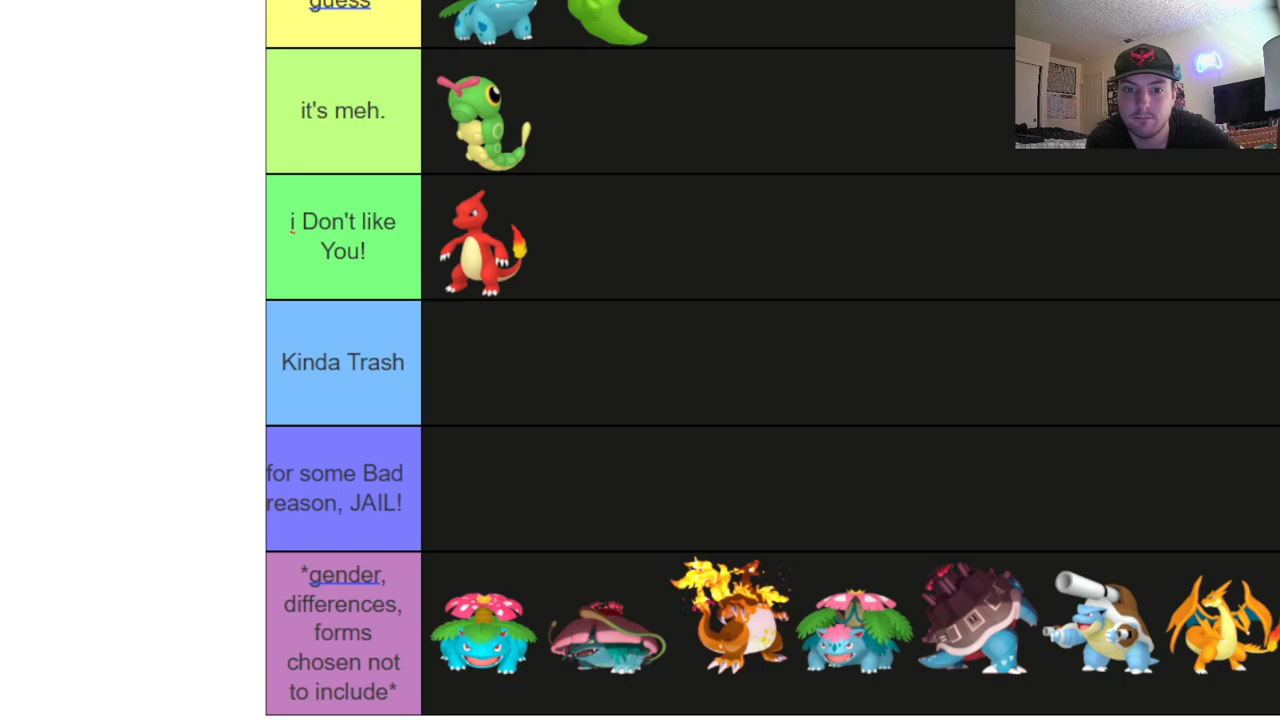 guess
it's meh.
i Don't like
You!
Kinda Trash
for some Bad
reason, JAIL!
*gender,
differences,
forms
chosen not
to include*